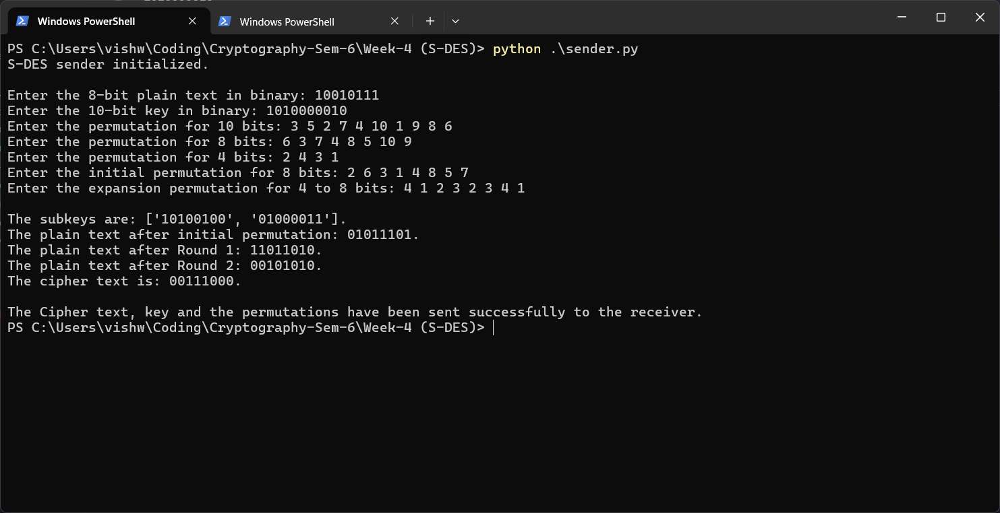 Windows PowerShell
Windows PowerShell
PS C:\Users\vishw\Coding\Cryptography-Sem-6\Week-4 (S-DES)> python .\sender.py
S-DES sender initialized.
Enter the 8-bit plain text in binary: 10010111
Enter the 10-bit key in binary: 1010000010
Enter the permutation for 10 bits: 3 5 2 7 4 10 1 9 8 6
Enter the permutation for 8 bits: 6 3 7 4 8 5 10 9
Enter the permutation for 4 bits: 2 4 3 1
Enter the initial permutation for 8 bits: 2 6 3 1 4 8 5 7
Enter the expansion permutation for 4 to 8 bits: 4 1 2 3 2 3 4 1
The subkeys are: ['10100100', '01000011'].
The plain text after initial permutation: 01011101.
The plain text after Round 1: 11011010.
The plain text after Round 2: 00101010.
The cipher text is: 00111000.
The Cipher text, key and the permutations have been sent successfully to the receiver.
PS C:\Users\vishw\Coding\Cryptography-Sem-6\Week-4 (S-DES)>